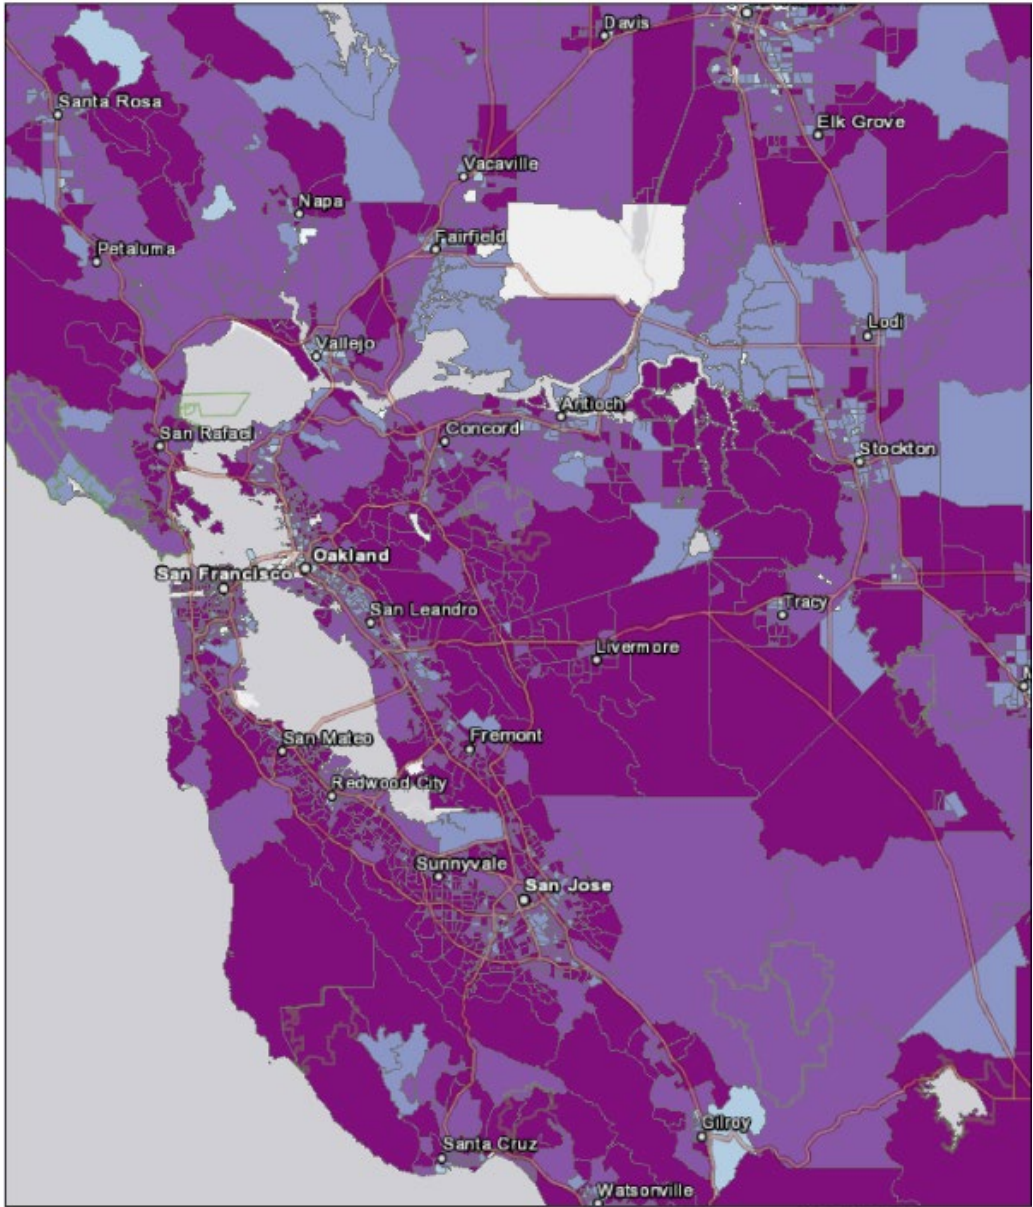 Davis
Santa Rosa
Elk Grove
Vacaville
Napa
Fairfield
Petaluma
Lodi
Vallejo
Antioch
Concord
San Rafael
Stockton
Oakland
San Francisco
San Leandro
Tracy
Livermore
San Mateo
Fremont
Redwood City
Sunnyvale
San Jose
Gilroy
Santa Cruz
Watsonville